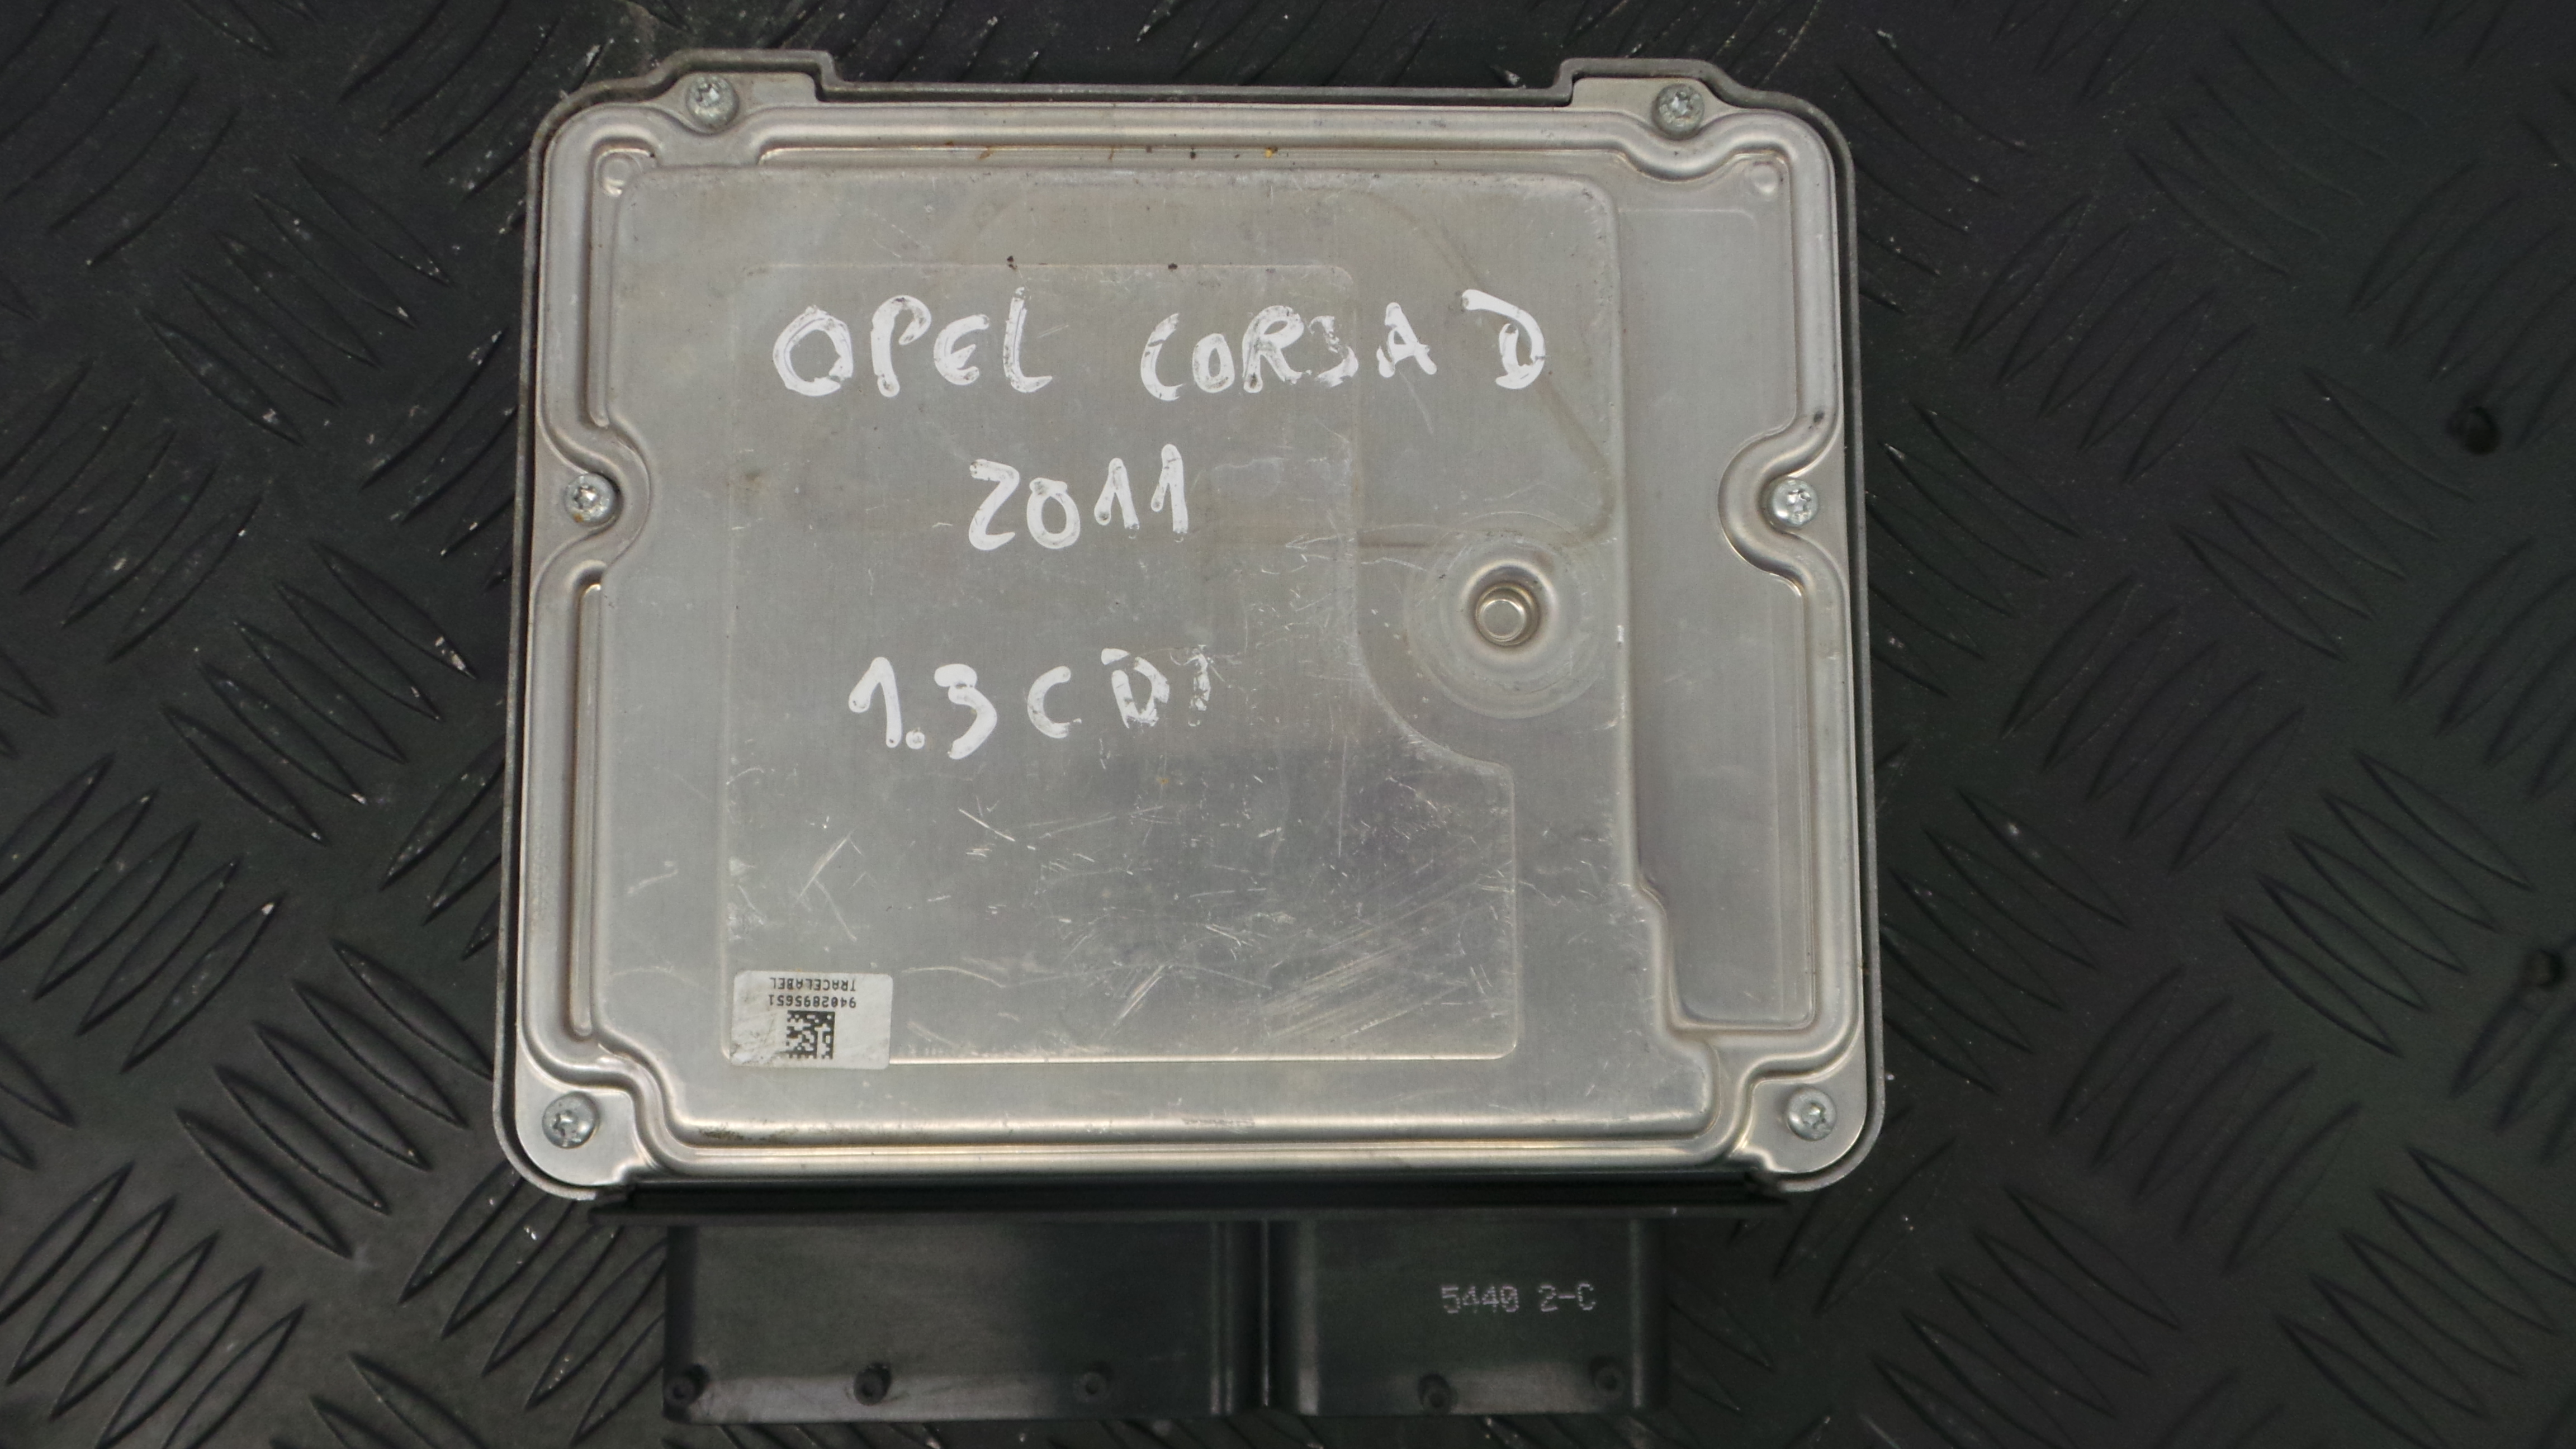 OPEL CORSA D
2011
1.3 CDI
TRACELABEL
9402895651
5440 2-C